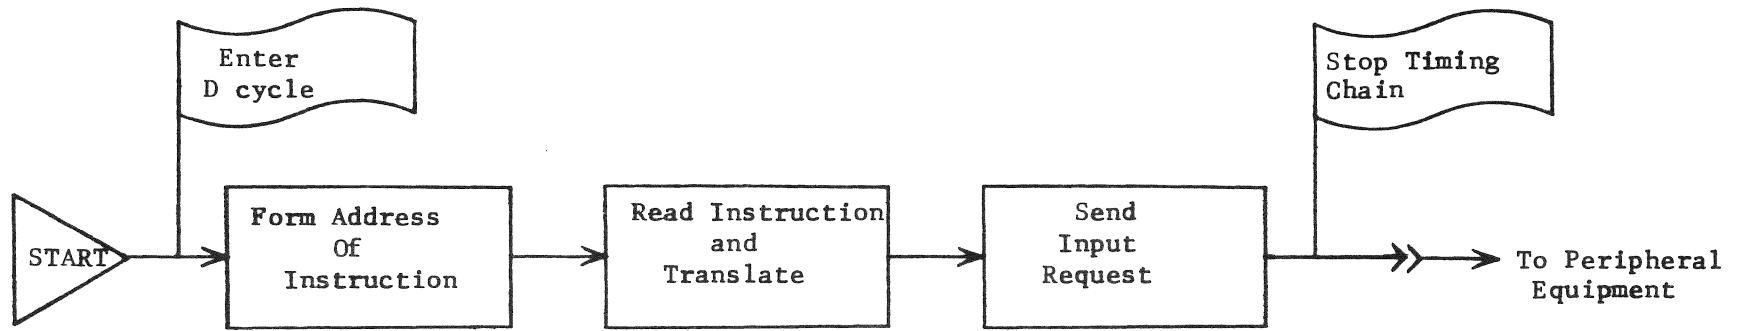 Enter
D cycle
Stop Timing
Chain
START
Form Address
Of
Instruction
Read Instruction
and
Translate
Send
Input
Request
To Peripheral
Equipment